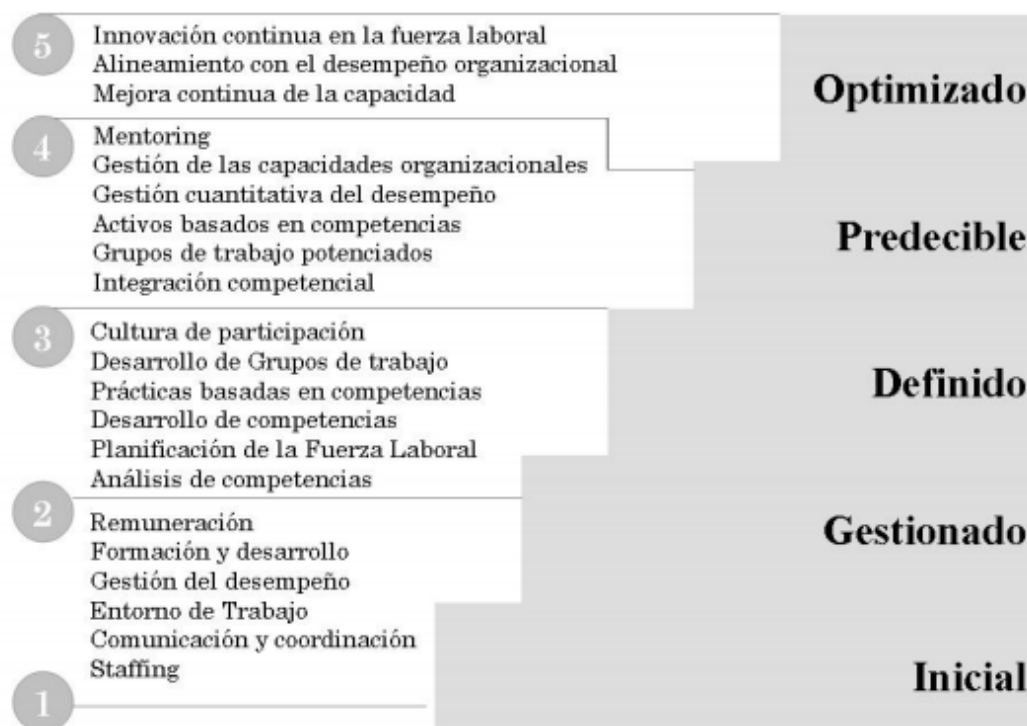 5
Innovación continua en la fuerza laboral
Alineamiento con el desempeño organizacional
Mejora continua de la capacidad
Optimizado
4
Mentoring
Gestión de las capacidades organizacionales
Gestión cuantitativa del desempeño
Activos basados en competencias
Grupos de trabajo potenciados
Integración competencial
Predecible
3
Cultura de participación
Desarrollo de Grupos de trabajo
Prácticas basadas en competencias
Desarrollo de competencias
Planificación de la Fuerza Laboral
Análisis de competencias
Definido
2
Remuneración
Formación y desarrollo
Gestión del desempeño
Entorno de Trabajo
Comunicación y coordinación
Staffing
Gestionado
1
Inicial